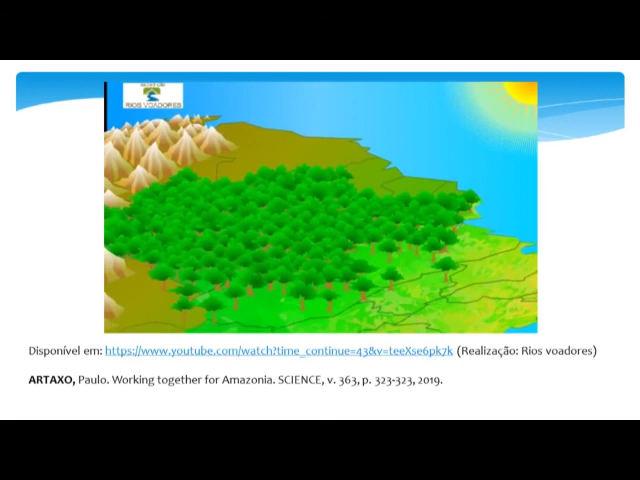 RIOS VOADORES
Disponível em: https://www.youtube.com/watch?time_continue=43&v=teeXse6pk7k (Realização: Rios voadores)
ARTAXO, Paulo. Working together for Amazonia. SCIENCE, v. 363, p. 323-323, 2019.